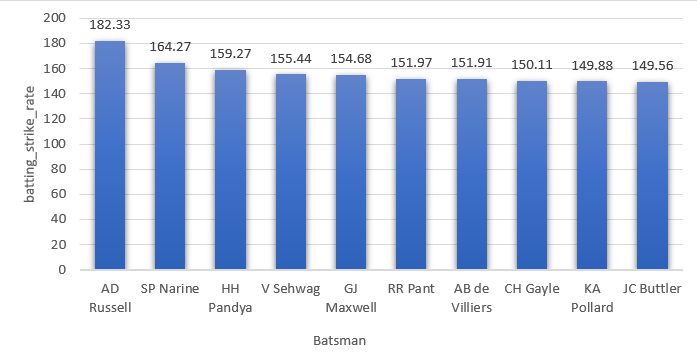 200
180
160
140
120
100
80
60
40
20
0
batting_strike_rate
182.33
164.27
159.27
155.44
154.68
151.97
151.91
150.11
149.88
149.56
AD
Russell
SP Narine
HH
Pandya
V Sehwag
GJ
Maxwell
RR Pant
AB de
Villiers
CH Gayle
KA
Pollard
JC Buttler
Batsman